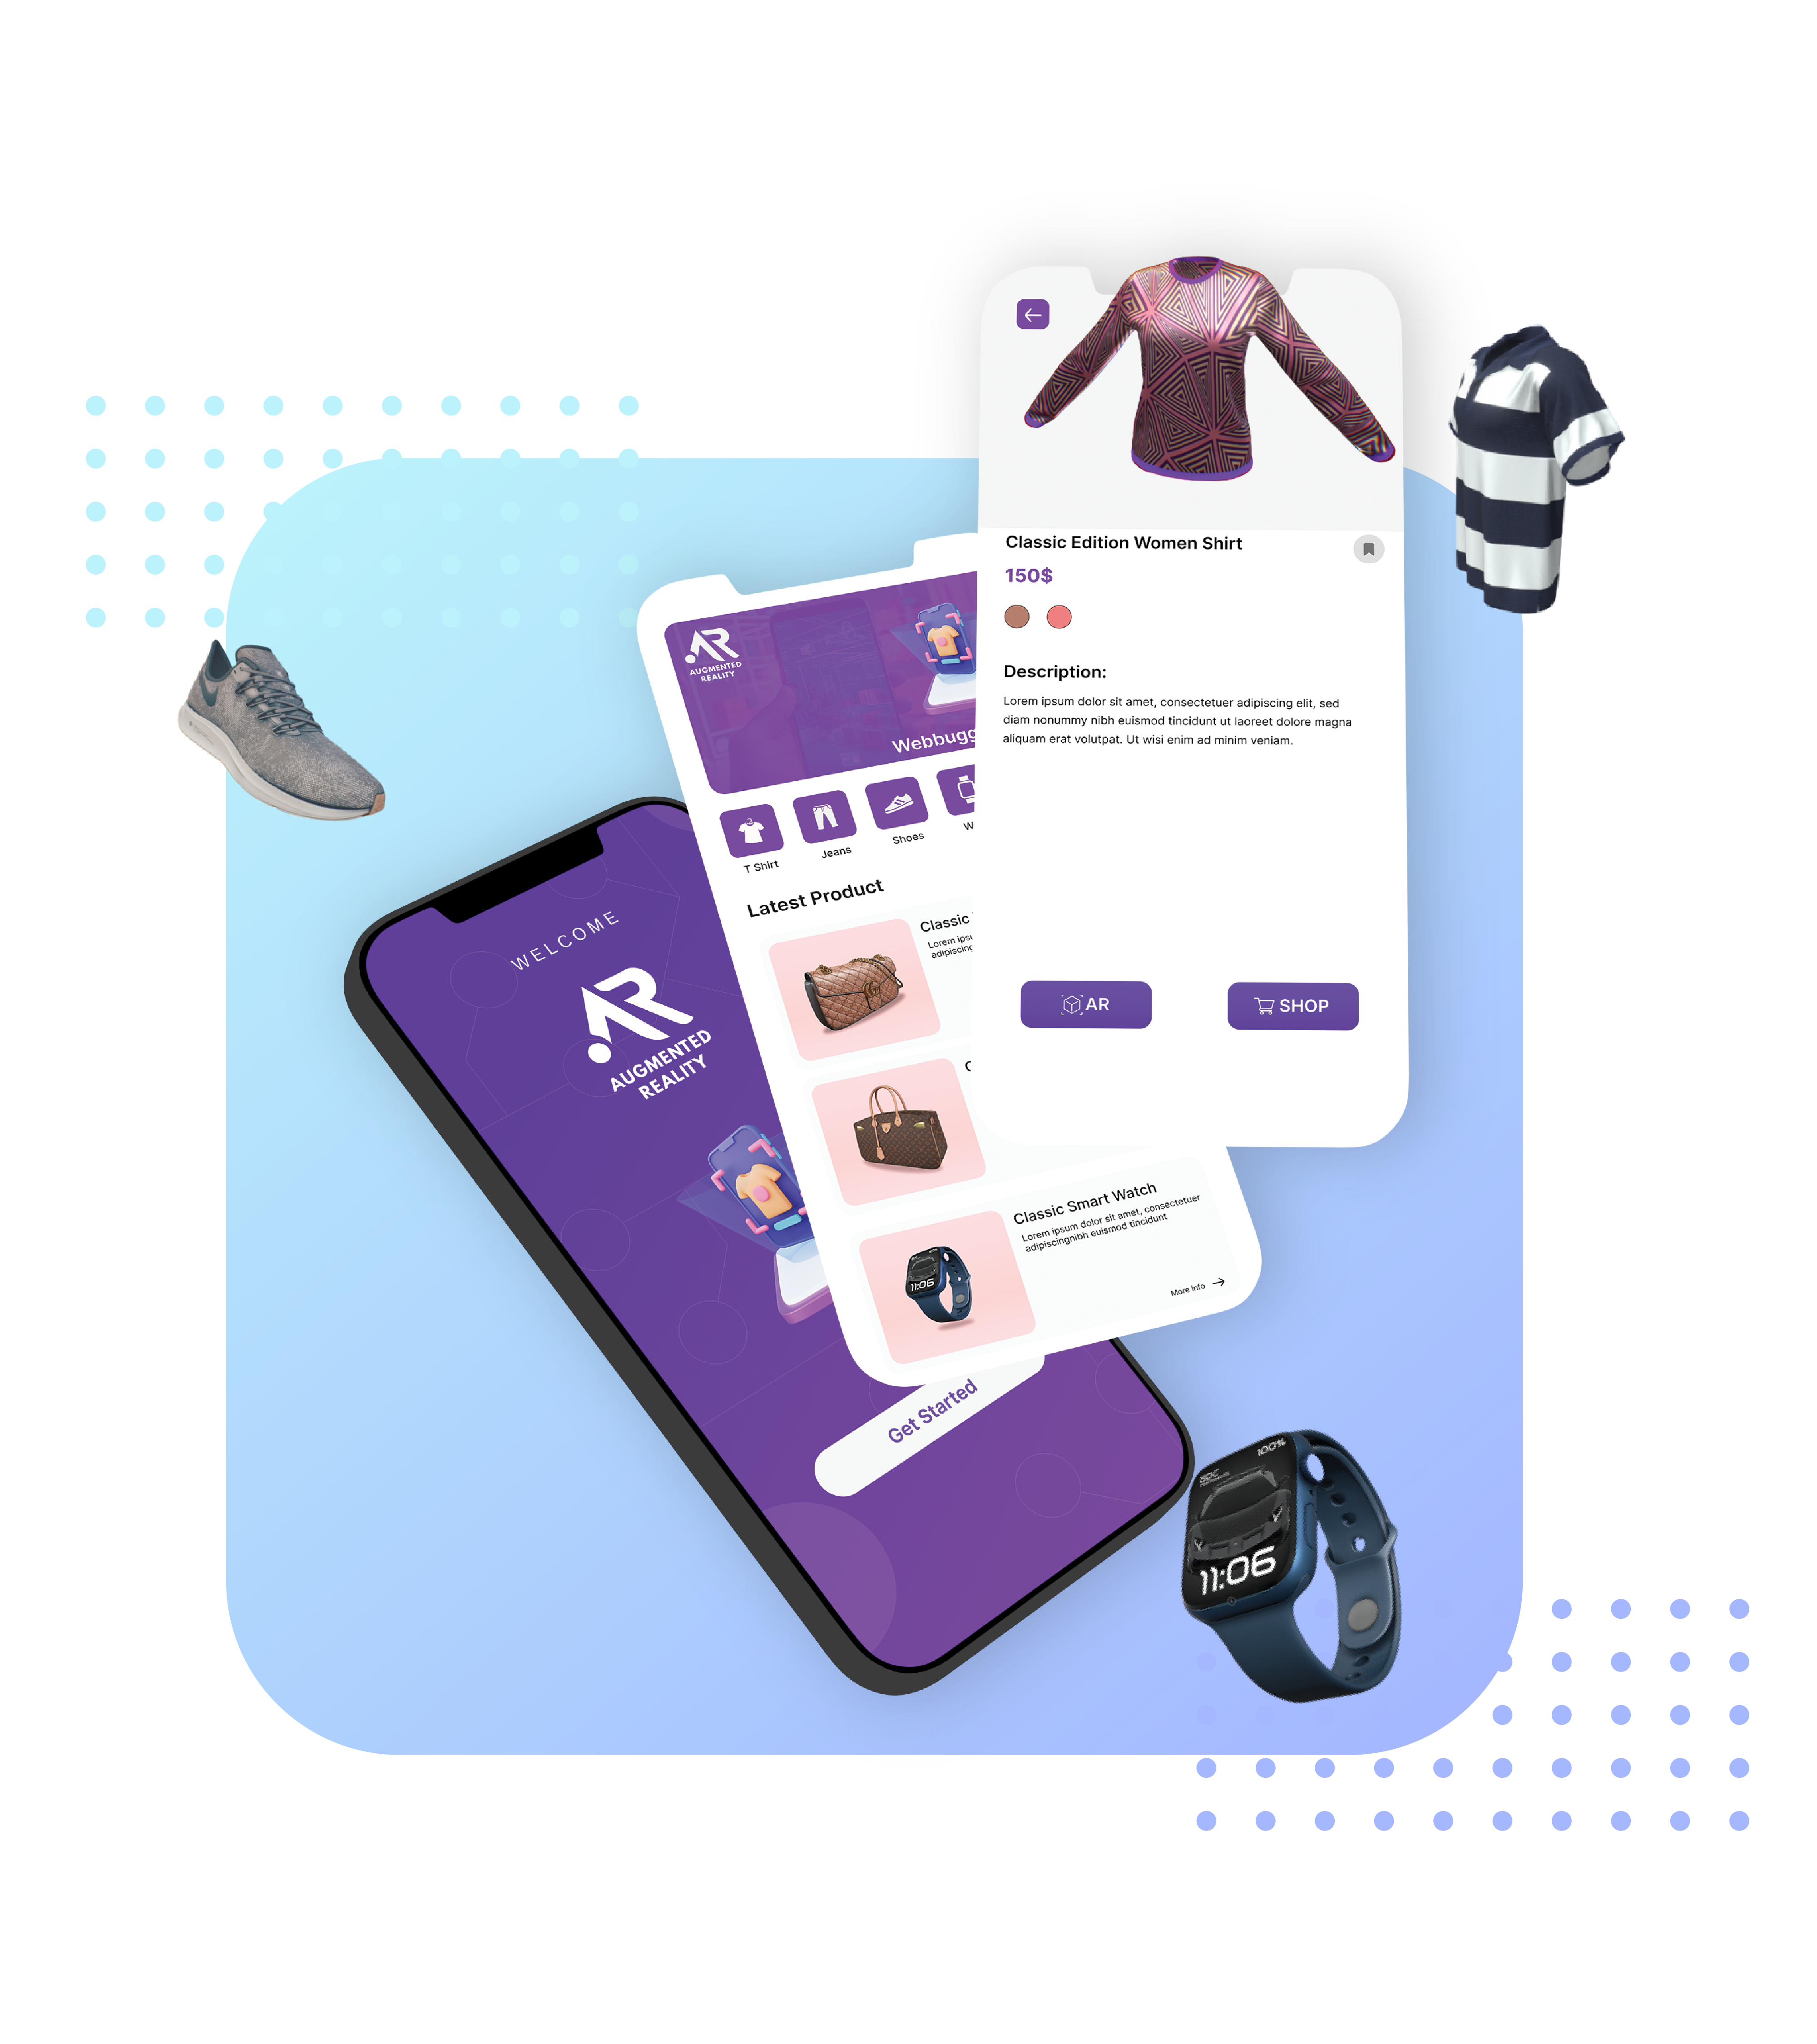 WELCOME
AR
AUGMENTED
REALITY
Get Started
AR
AUGMENTED
REALITY
T Shirt
Jeans
Shoes
Latest Product
Classic
Lorem
Classic Smart Watch
Lorem ipsum dolor sit amet, consectetuer
adipiscingnibh euismod tincidunt
More info
11:06
Classic Edition Women Shirt
150$
Description:
Lorem ipsum dolor sit amet, consectetuer adipiscing elit, sed
diam nonummy nibh euismod tincidunt ut laoreet dolore magna
aliquam erat volutpat. Ut wisi enim ad minim veniam.
AR
SHOP
100%
11:06